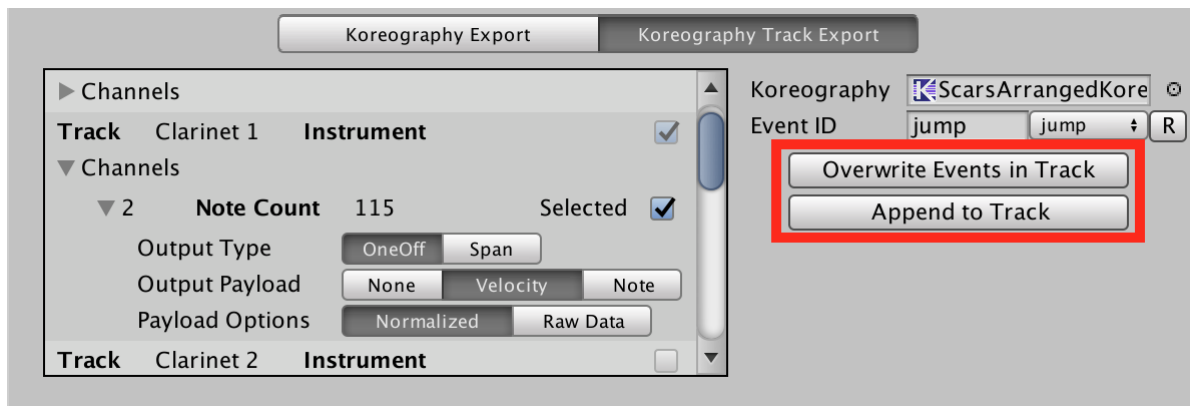 Koreography Export Koreography Track Export
Channels
Track Clarinet 1 Instrument
Channels
2 Note Count 115 Selected
Output Type OneOff Span
Output Payload None Velocity Note
Payload Options Normalized Raw Data
Track Clarinet 2 Instrument
Koreography ScarsArrangedKore
Event ID jump jump R
Overwrite Events in Track
Append to Track